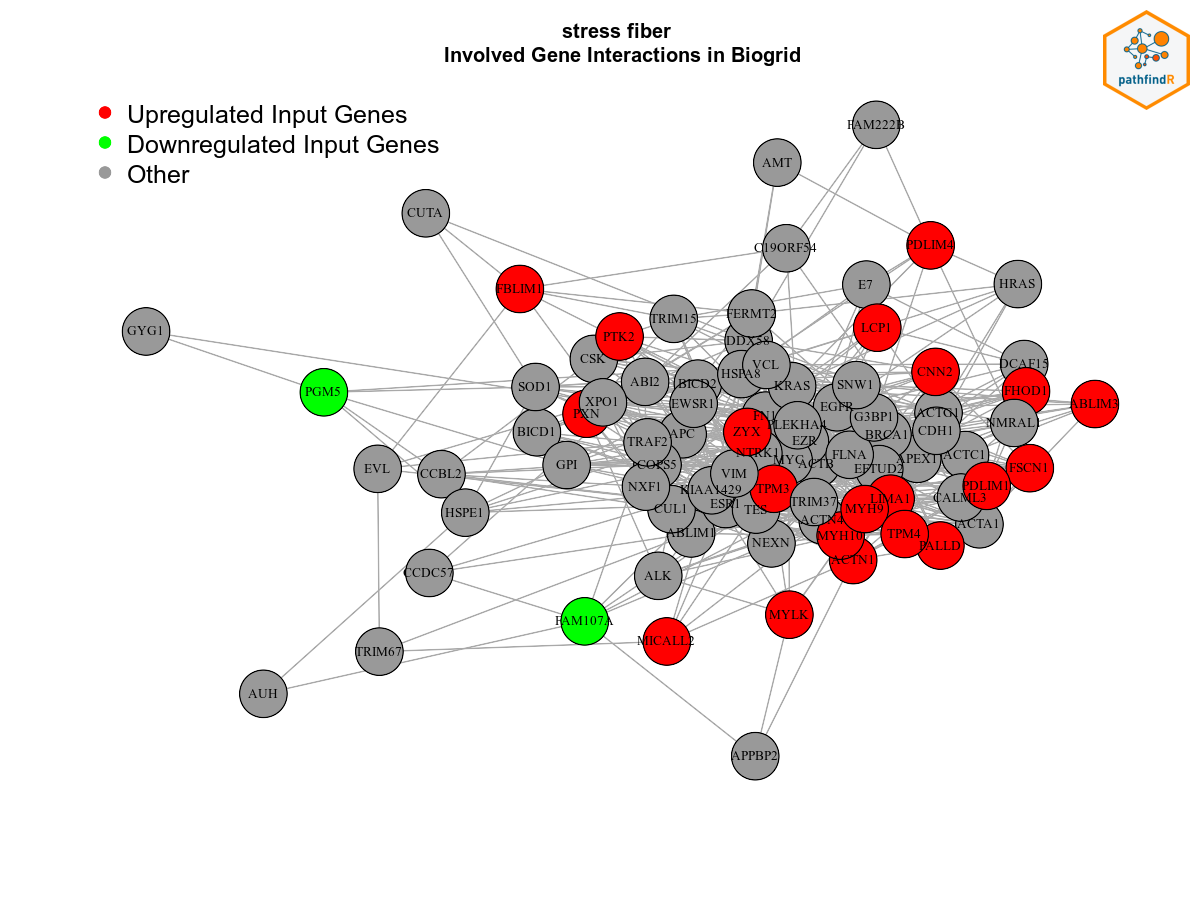 stress fiber
Involved Gene Interactions in Biogrid
pathfindR
Upregulated Input Genes
Downregulated Input Genes
Other
FAM222B
AMT
CUTA
C19ORF54
PDLIM4
FBLIM1
E7
HRAS
GYG1
TRIM15
FERMT2
LCP1
PTK2
DDX58
CSK
VCL
DCAF15
HSPA8
CNN2
PGM5
SOD1
ABI2
BICD2
KRAS
SNW1
FHOD1
XPO1
EWSR1
EGFR
ABLIM3
PXN
FN1
G3BP1
ACTG1
NMRAL1
BICD1
TRAF2
APC
ZYX
PLEKHA4
EZR
BRCA1
CDH1
NTRK1
MYC
ACTB
FLNA
APEX1
ACTC1
EVL
CCBL2
GPI
COPS5
VIM
EFTUD2
FSCN1
NXF1
KIAA1429
TPM3
PDLIM1
HSPE1
CUL1
ESR1
TES
TRIM37
LIMA1
CALML3
MYH9
ACTN4
ACTA1
ABLIM1
NEXN
MYH10
TPM4
PALLD
ACTN1
CCDC57
ALK
FAM107A
MICALL2
MYLK
TRIM67
AUH
APPBP2